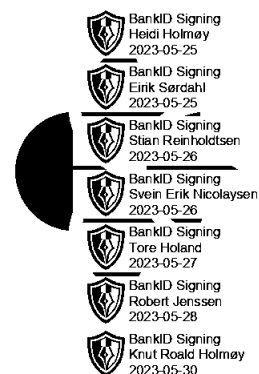 BankID Signing
Heidi Holmøy
2023-05-25
BankID Signing
Eirik Sørdahl
2023-05-25
BankID Signing
Stian Reinholdtsen
2023-05-26
BankID Signing
Svein Erik Nicolaysen
2023-05-26
BankID Signing
Tore Holand
2023-05-27
BankID Signing
Robert Jenssen
2023-05-28
BankID Signing
Knut Roald Holmøy
2023-05-30